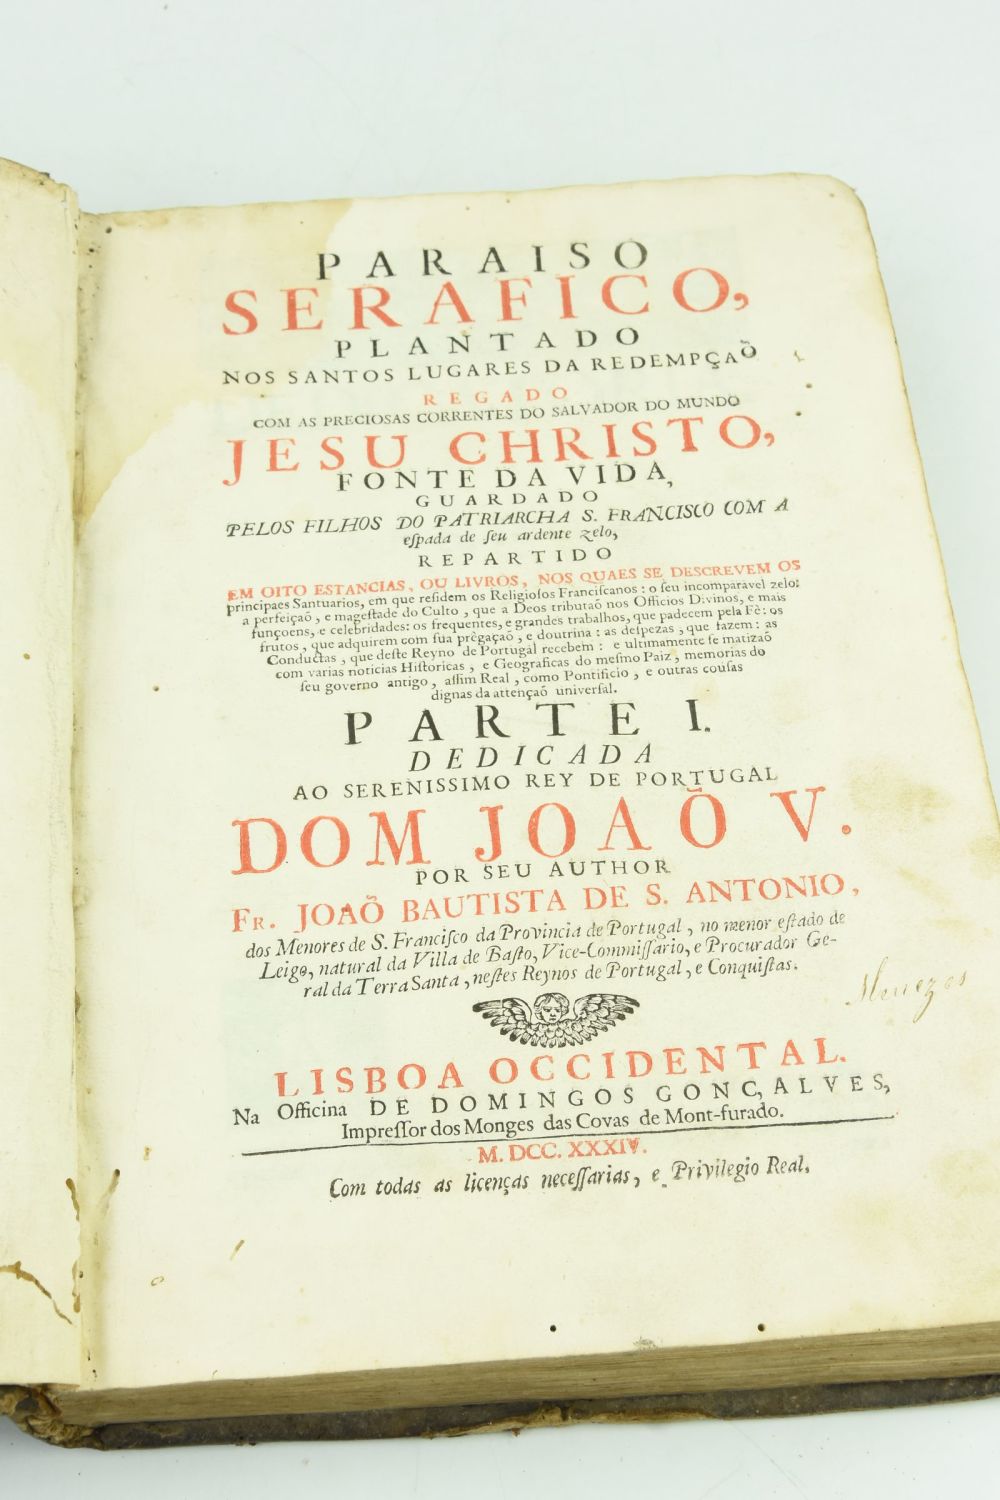 PARAISO
SERAFICO,
PLANTADO
NOS SANTOS LUGARES DA REDEMPÇAÕ
REGADO
COM AS PRECIOSAS CORRENTES DO SALVADOR DO MUNDO
JESU CHRISTO,
FONTE DA VIDA,
GUARDADO
PELOS FILHOS DO PATRIARCHA S. FRANCISCO COM A
eſpada de ſeu ardente zelo,
REPARTIDO
EM OITO ESTANCIAS, OU LIVROS, NOS QUAES SE DESCREVEM OS
principaes Santuarios, em que reſidem os Religioſos Franciſcanos: o ſeu incomparavel zelo:
a perfeiçaõ, e mageſtade do Culto, que a Deos tributaõ nos Officios Divinos, e mais
funçoens, e celebridades: os frequentes, e grandes trabalhos, que padecem pela Fè: os
frutos, que adquirem com ſua prégaçaõ, e doutrina: as deſpezas, que fazem: as
Conductas, que deſte Reyno de Portugal recebem: e ultimamente ſe matizaõ
com varias noticias Hiſtoricas, e Geograficas do meſmo Paiz, memorias do
ſeu governo antigo, aſſim Real, como Pontificio, e outras couſas
dignas da attençaõ univerſal.
PARTE I.
DEDICADA
AO SERENISSIMO REY DE PORTUGAL
DOM JOAÕ V.
POR SEU AUTHOR
FR. JOAÕ BAUTISTA DE S. ANTONIO,
dos Menores de S. Franciſco da Provincia de Portugal, no menor eſtado de
Leigo, natural da Villa de Baſto, Vice-Commiſſario, e Procurador Ge-
ral da Terra Santa, neſtes Reynos de Portugal, e Conquiſtas.
Menezes
LISBOA OCCIDENTAL.
Na Officina DE DOMINGOS GONÇALVES,
Impreſſor dos Monges das Covas de Mont-furado.
M. DCC. XXXIV.
Com todas as licenças neceſſarias, e Privilegio Real.